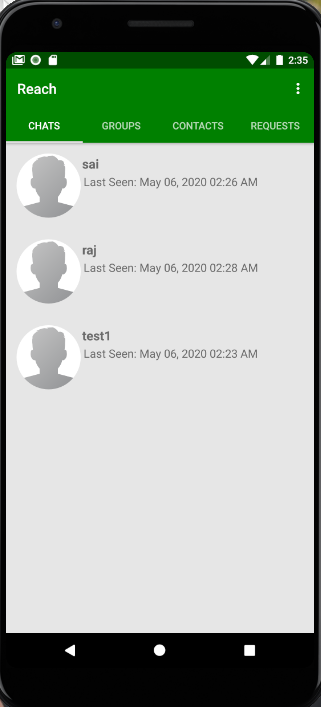 2:35
Reach
CHATS GROUPS CONTACTS REQUESTS
sai
Last Seen: May 06, 2020 02:26 AM
raj
Last Seen: May 06, 2020 02:28 AM
test1
Last Seen: May 06, 2020 02:23 AM